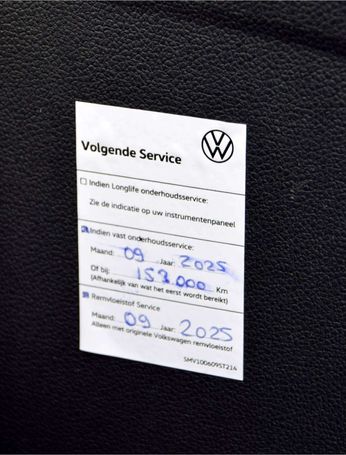 Volgende Service
Indien Longlife onderhoudsservice:
Zie de indicatie op uw instrumentenpaneel
Indien vast onderhoudsservice:
Maand: 09 Jaar: 2025
Of bij: 153.000 Km
(Afhankelijk van wat het eerst wordt bereikt)
Remvloeistof Service
Maand: 09 Jaar: 2025
Alleen met originele Volkswagen remvloeistof
SMV1006095T214